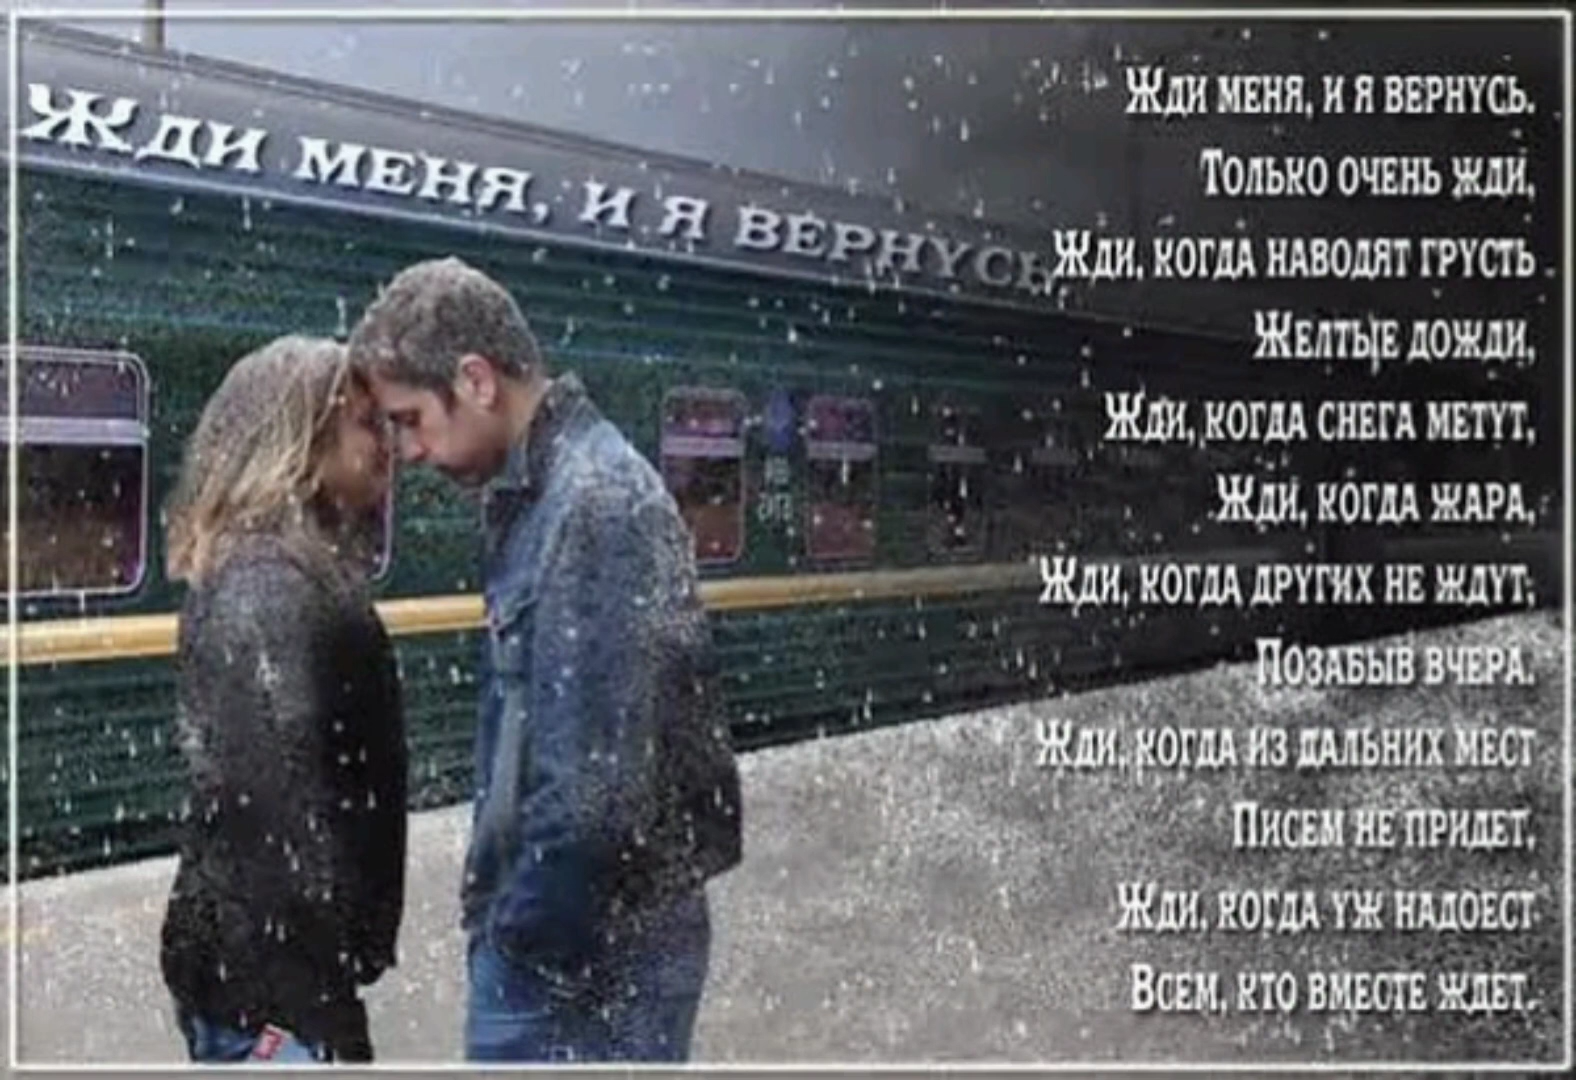 Жди меня, и я вернусь
Жди меня, и я вернусь.
Только очень жди,
Жди, когда наводят грусть
Желтые дожди,
Жди, когда снега метут,
Жди, когда жара,
Жди, когда других не ждут,
Позабыв вчера.
Жди, когда из дальних мест
Писем не придет,
Жди, когда уж надоест
Всем, кто вместе ждет.